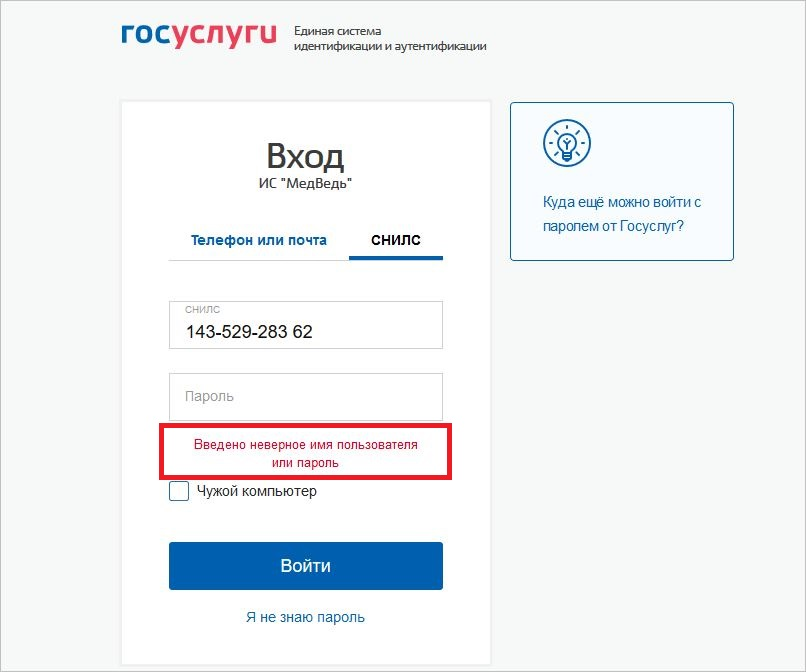 госуслуги
Единая система
идентификации и аутентификации
Вход
ИС "МедВедь"
Телефон или почта
СНИЛС
СНИЛС
143-529-283 62
Пароль
Введено неверное имя пользователя
или пароль
Чужой компьютер
Войти
Я не знаю пароль
Куда ещё можно войти с
паролем от Госуслуг?